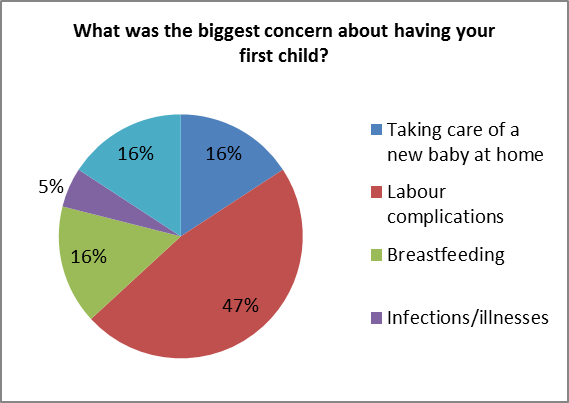 What was the biggest concern about having your
first child?
16%
16%
5%
16%
47%
Taking care of a
new baby at home
Labour
complications
Breastfeeding
Infections/illnesses